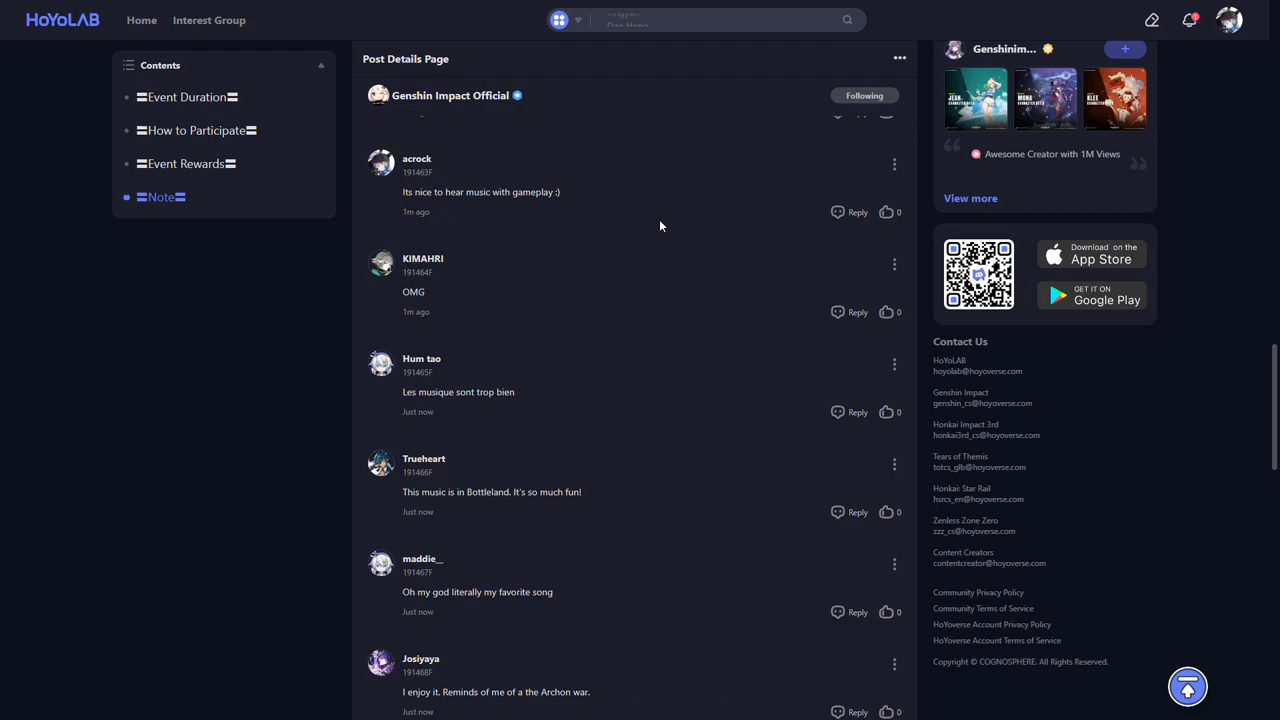 HoYoLAB
Home
Interest Group
Contents
〓Event Duration〓
〓How to Participate〓
〓Event Rewards〓
〓Note〓
Post Details Page
Genshin Impact Official
Following
acrock
191463F
Its nice to hear music with gameplay :)
1m ago
Reply
0
KIMAHRI
191464F
OMG
1m ago
Reply
0
Hum tao
191465F
Les musique sont trop bien
Just now
Reply
0
Trueheart
191466F
This music is in Bottleland. It's so much fun!
Just now
Reply
0
maddie__
191467F
Oh my god literally my favorite song
Just now
Reply
0
Josiyaya
191468F
I enjoy it. Reminds of me of a the Archon war.
Just now
Reply
0
Genshinim...
JEAN
MONA
KLEE
Awesome Creator with 1M Views
View more
Download on the
App Store
GET IT ON
Google Play
Contact Us
HoYoLAB
hoyolab@hoyoverse.com
Genshin Impact
genshin_cs@hoyoverse.com
Honkai Impact 3rd
honkai3rd_cs@hoyoverse.com
Tears of Themis
totcs_glb@hoyoverse.com
Honkai: Star Rail
hsrcs_en@hoyoverse.com
Zenless Zone Zero
zzz_cs@hoyoverse.com
Content Creators
contentcreator@hoyoverse.com
Community Privacy Policy
Community Terms of Service
HoYoverse Account Privacy Policy
HoYoverse Account Terms of Service
Copyright © COGNOSPHERE. All Rights Reserved.